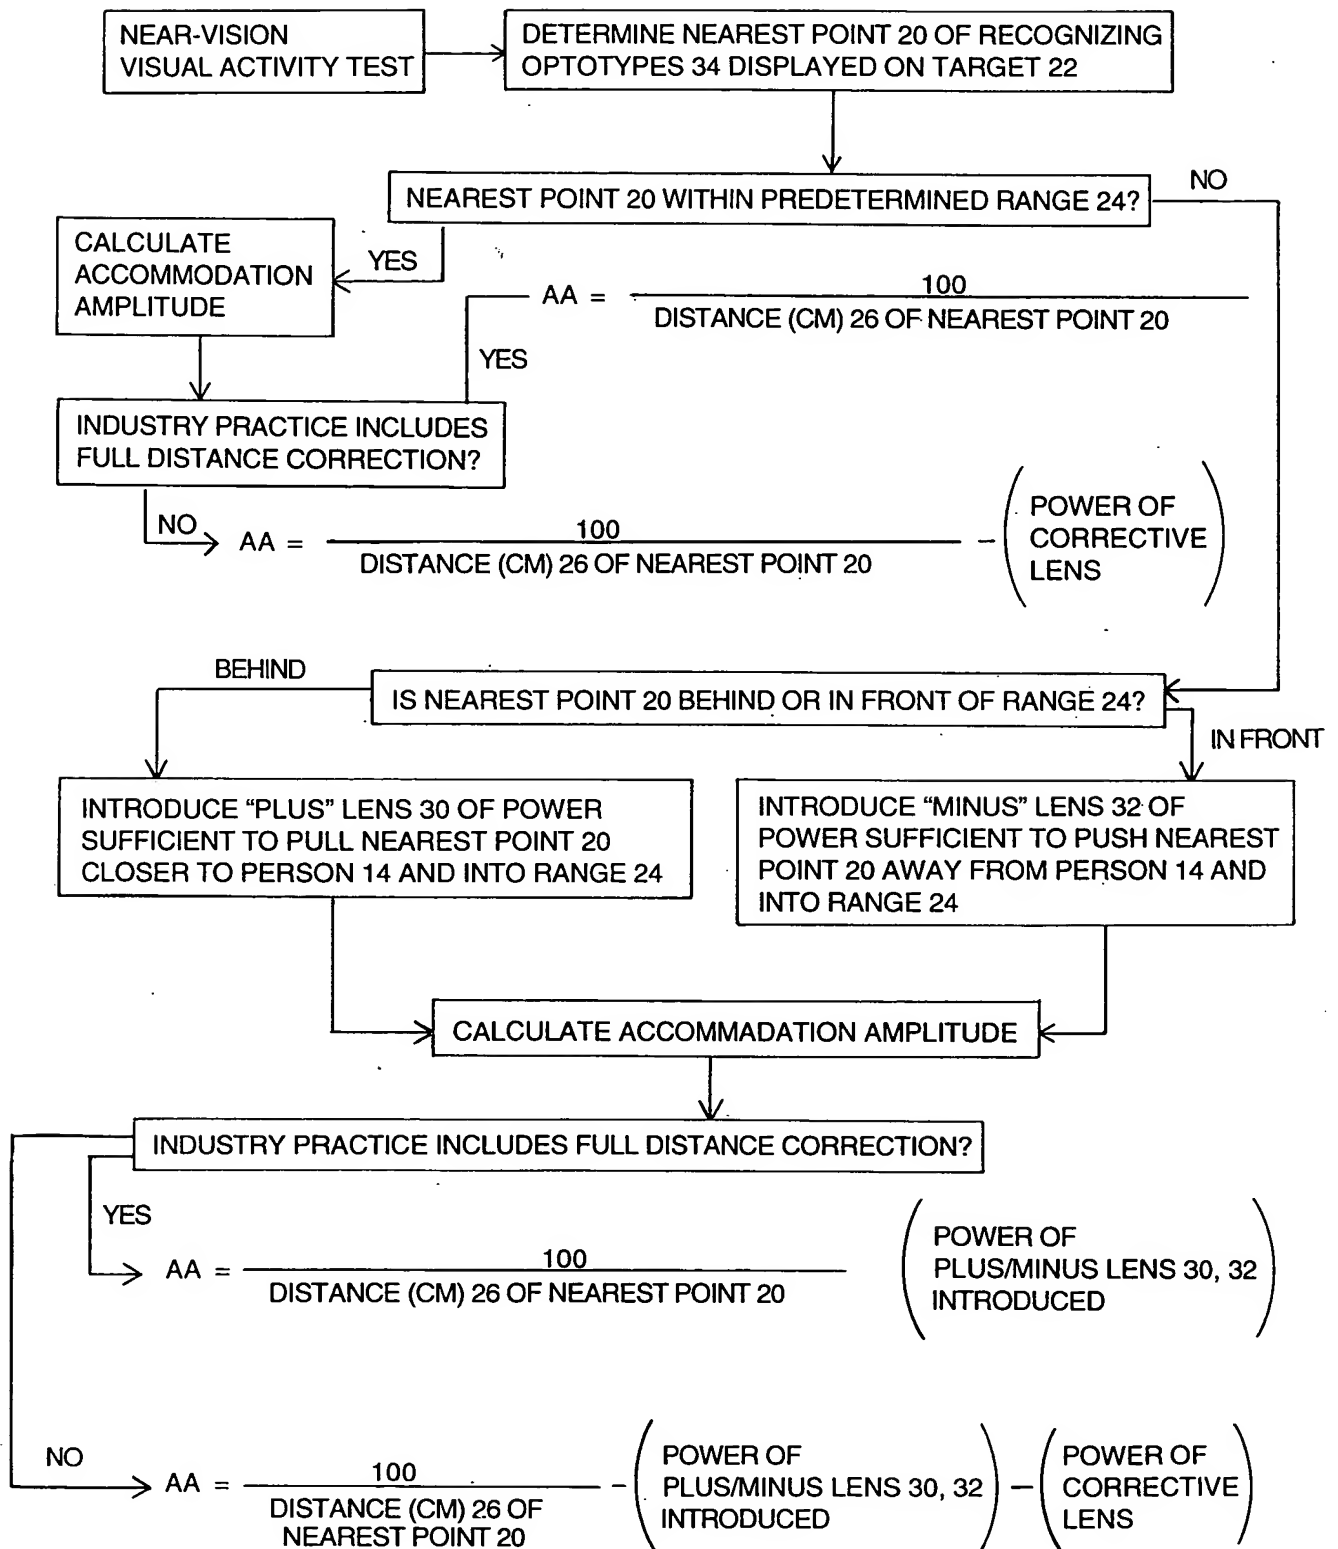 NEAR-VISION
VISUAL ACTIVITY TEST
DETERMINE NEAREST POINT 20 OF RECOGNIZING
OPTOTYPES 34 DISPLAYED ON TARGET 22
NEAREST POINT 20 WITHIN PREDETERMINED RANGE 24?
NO
YES
CALCULATE
ACCOMMODATION
AMPLITUDE
YES
AA = 100
DISTANCE (CM) 26 OF NEAREST POINT 20
INDUSTRY PRACTICE INCLUDES
FULL DISTANCE CORRECTION?
NO
AA = 100
DISTANCE (CM) 26 OF NEAREST POINT 20
- ( POWER OF
CORRECTIVE
LENS )
IS NEAREST POINT 20 BEHIND OR IN FRONT OF RANGE 24?
BEHIND
IN FRONT
INTRODUCE “PLUS” LENS 30 OF POWER
SUFFICIENT TO PULL NEAREST POINT 20
CLOSER TO PERSON 14 AND INTO RANGE 24
INTRODUCE “MINUS” LENS 32 OF
POWER SUFFICIENT TO PUSH NEAREST
POINT 20 AWAY FROM PERSON 14 AND
INTO RANGE 24
CALCULATE ACCOMMADATION AMPLITUDE
INDUSTRY PRACTICE INCLUDES FULL DISTANCE CORRECTION?
YES
AA = 100
DISTANCE (CM) 26 OF NEAREST POINT 20
( POWER OF
PLUS/MINUS LENS 30, 32
INTRODUCED )
NO
AA = 100
DISTANCE (CM) 26 OF
NEAREST POINT 20
- ( POWER OF
PLUS/MINUS LENS 30, 32
INTRODUCED )
- ( POWER OF
CORRECTIVE
LENS )